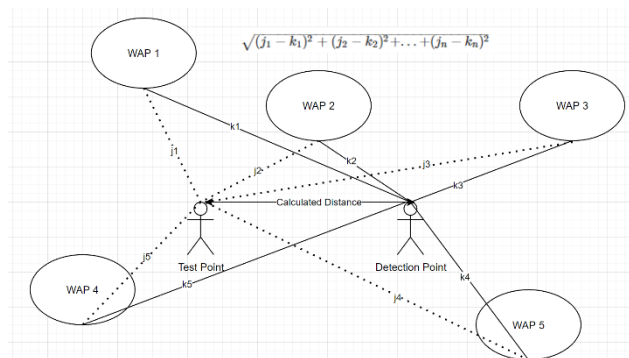 √(j₁ − k₁)² + (j₂ − k₂)² + . . . + (jₙ − kₙ)²
WAP 1
WAP 2
WAP 3
k1
j1
j2
k2
j3
k3
Calculated Distance
Test Point
Detection Point
j5
k5
k4
j4
WAP 4
WAP 5